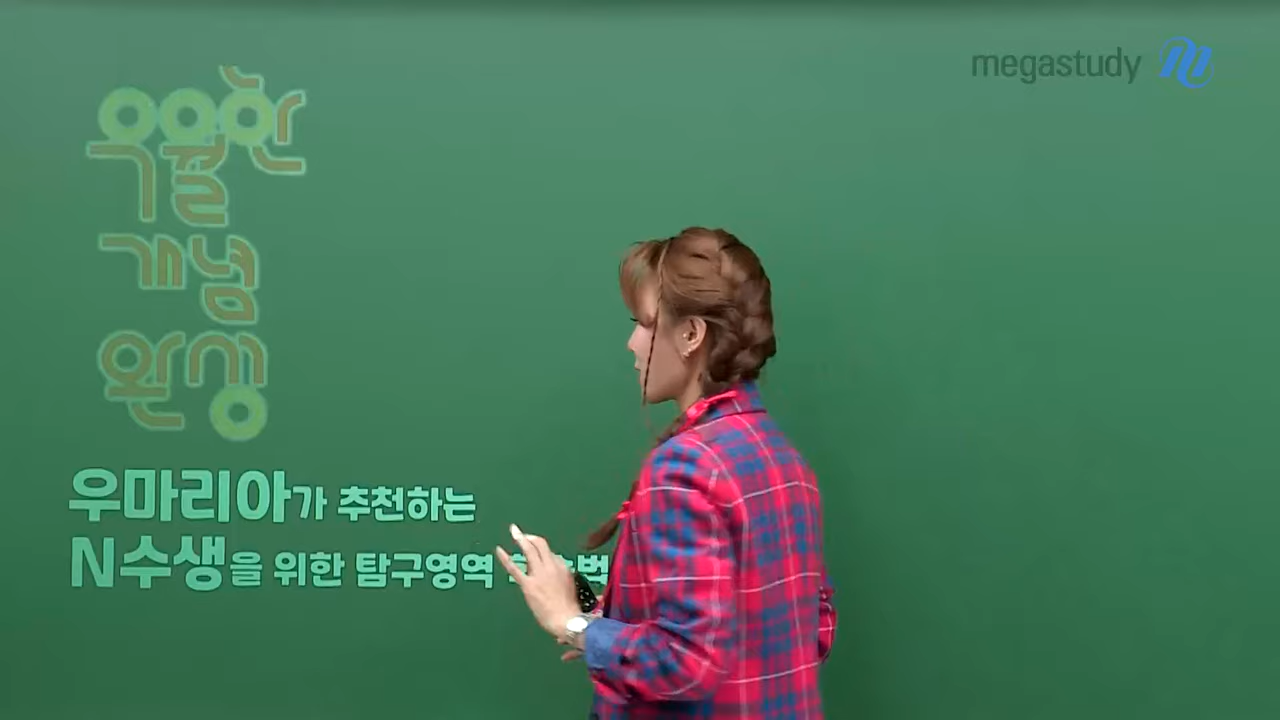 megastudy
우월한
개념
완성
우마리아가 추천하는
N수생을 위한 탐구영역